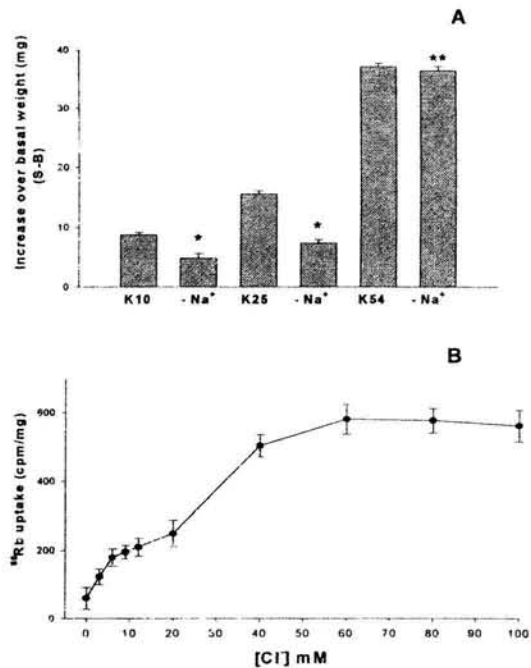 A
Increase over basal weight (mg)
(S-B)
40
30
20
10
0
*
*
**
K10 - Na+ K25 - Na+ K54 - Na+
B
86Rb uptake (cpm/mg)
600
400
200
0
0 10 20 30 40 50 60 70 80 90 100
[Cl-] mM